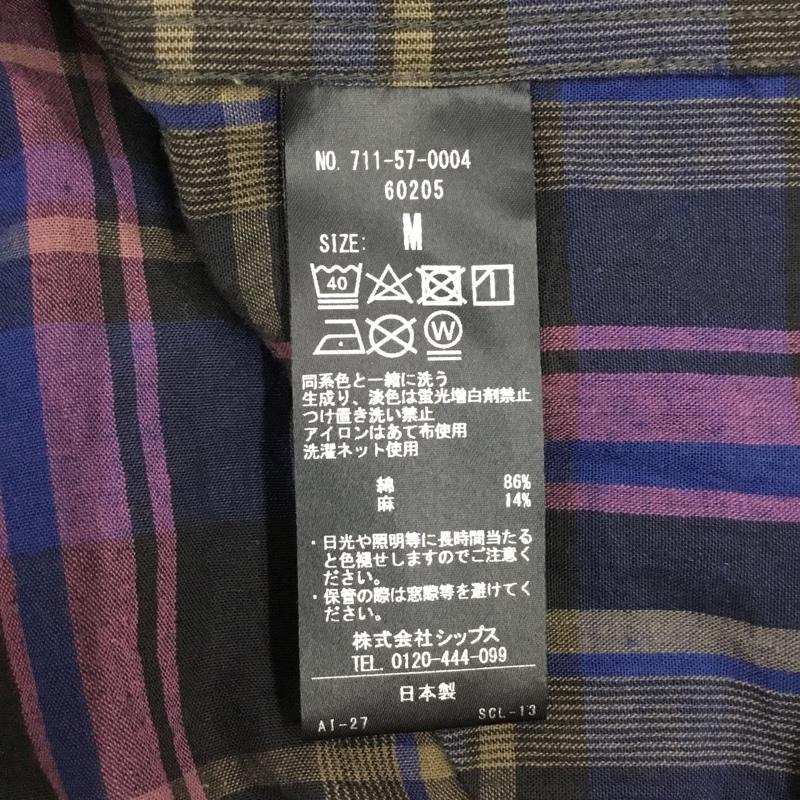 NO. 711-57-0004
60205
SIZE: M
40
W
同系色と一緒に洗う
生成り、淡色は蛍光増白剤禁止
つけ置き洗い禁止
アイロンはあて布使用
洗濯ネット使用
綿 86%
麻 14%
・日光や照明等に長時間当たる
と色褪せしますのでご注意く
ださい。
・保管の際は窓際等を避けてく
ださい。
株式会社シップス
TEL. 0120-444-099
日本製
AI-27 SCL-13